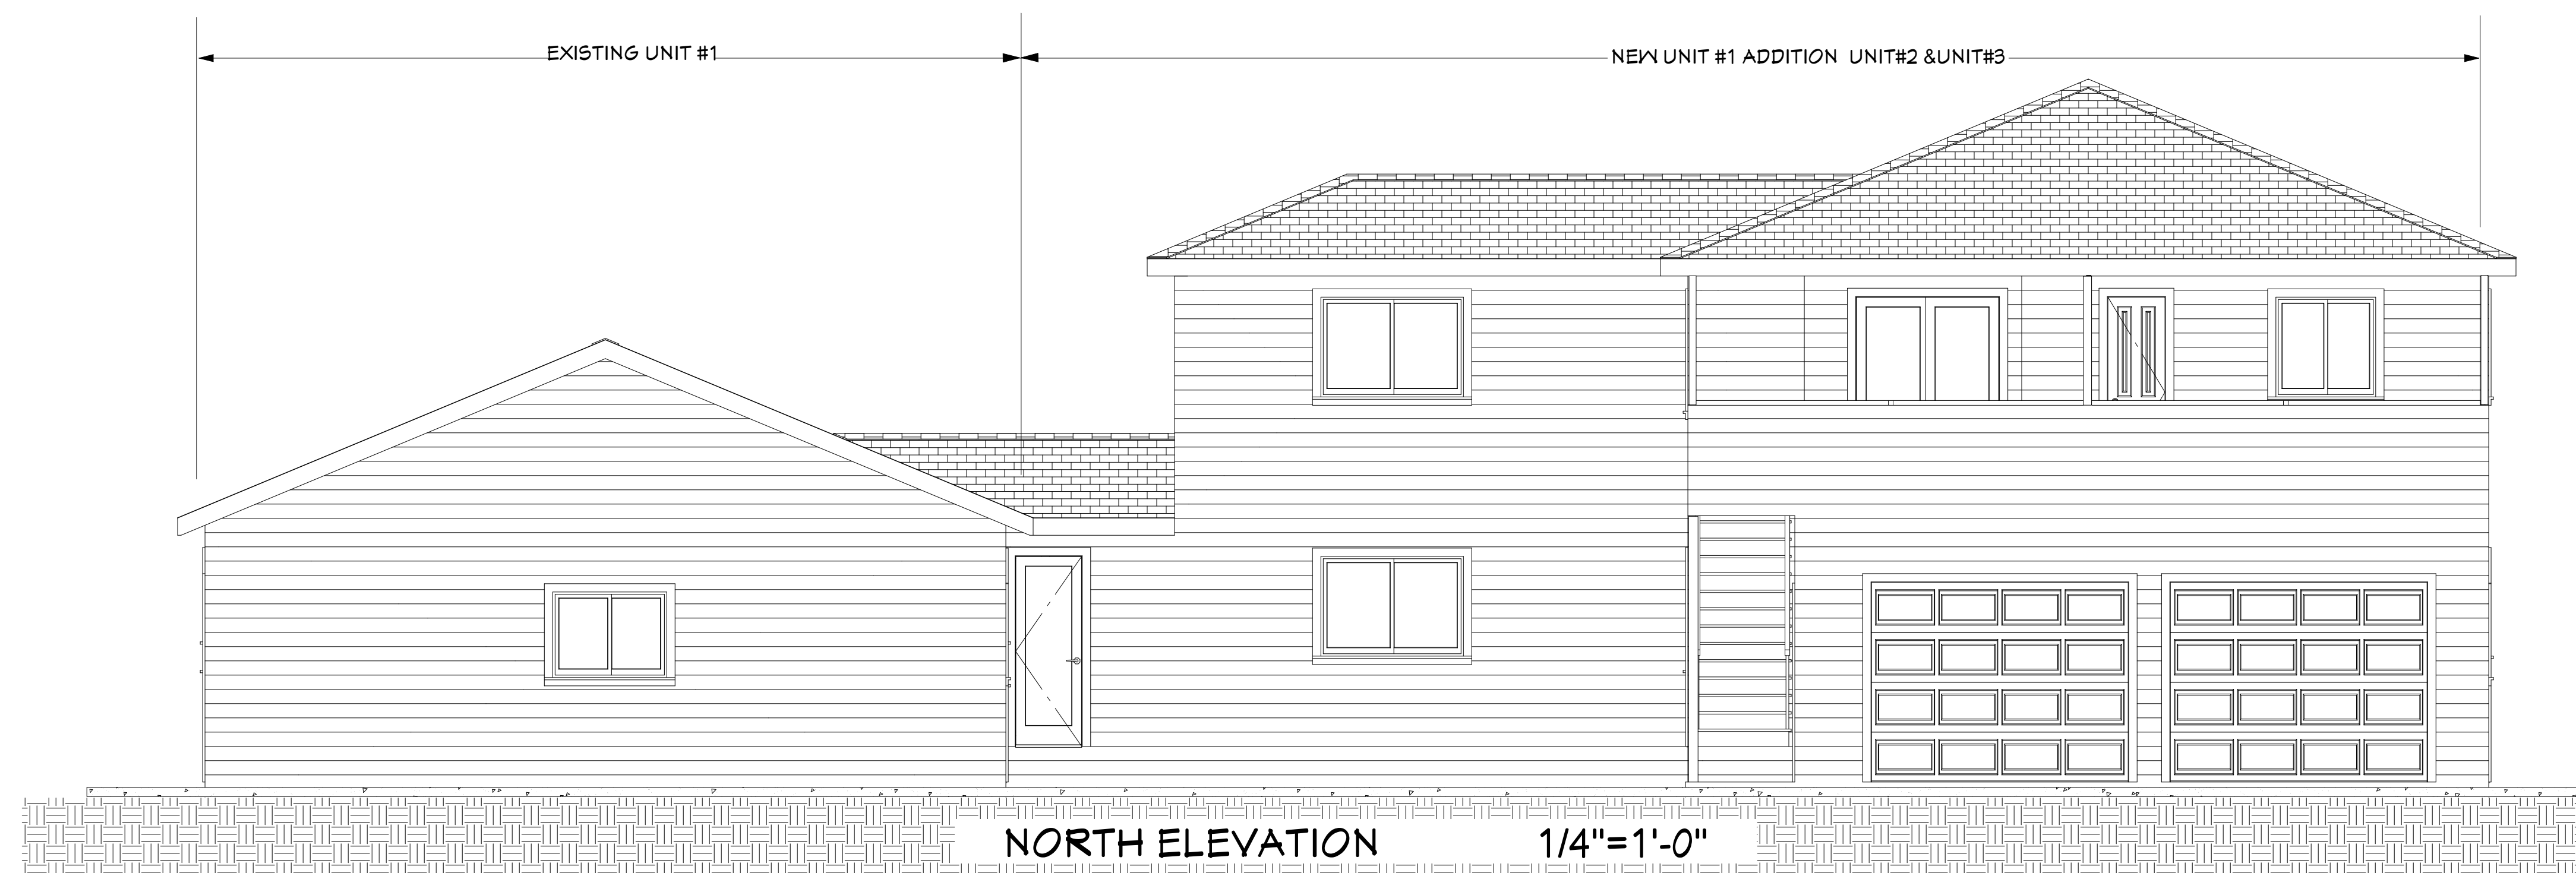 EXISTING UNIT #1
NEW UNIT #1 ADDITION UNIT#2 &UNIT#3
NORTH ELEVATION 1/4"=1'-0"